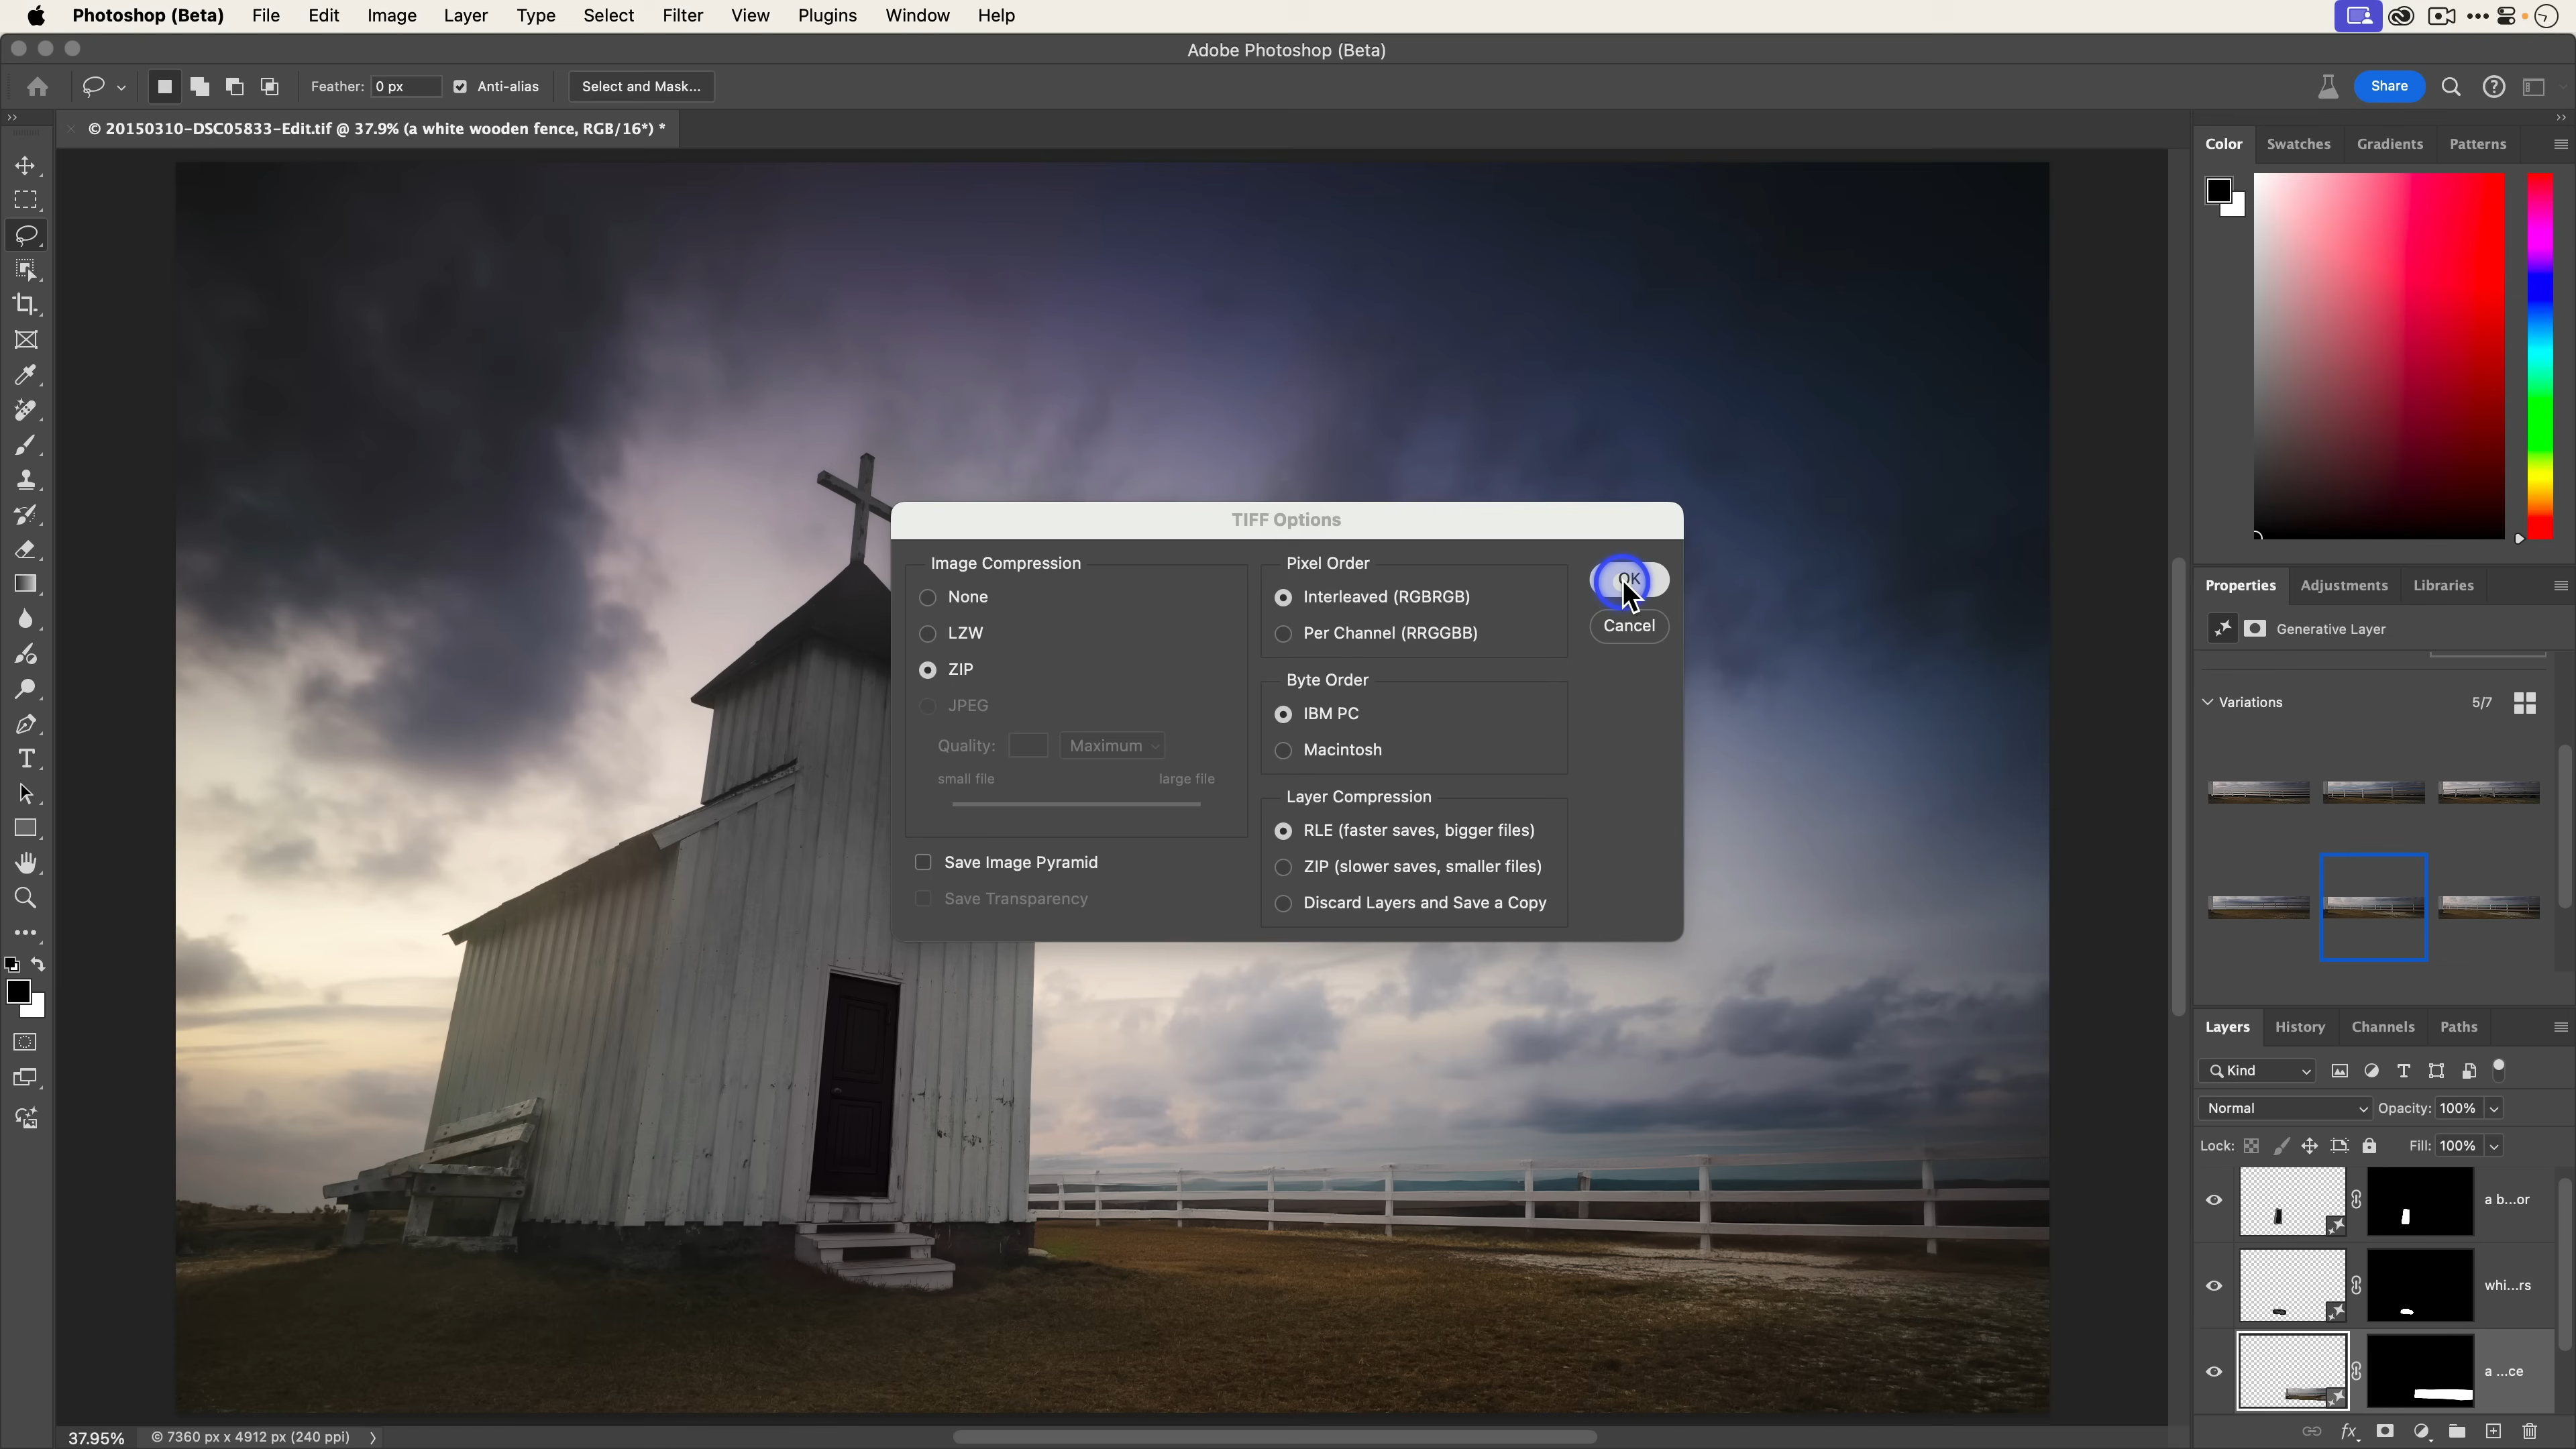 Photoshop (Beta) File Edit Image Layer Type Select Filter View Plugins Window Help
Adobe Photoshop (Beta)
Feather: 0 px Anti-alias Select and Mask... Share
© 20150310-DSC05833-Edit.tif @ 37.9% (a white wooden fence, RGB/16*) *
Color Swatches Gradients Patterns
TIFF Options
Image Compression
None
LZW
ZIP
JPEG
Quality: Maximum
small file large file
Save Image Pyramid
Save Transparency
Pixel Order
Interleaved (RGBRGB)
Per Channel (RRGGBB)
Byte Order
IBM PC
Macintosh
Layer Compression
RLE (faster saves, bigger files)
ZIP (slower saves, smaller files)
Discard Layers and Save a Copy
OK
Cancel
Properties Adjustments Libraries
Generative Layer
Variations 5/7
Layers History Channels Paths
Kind
Normal Opacity: 100%
Lock: Fill: 100%
a b...or
whi...rs
a ...ce
37.95% © 7360 px x 4912 px (240 ppi)